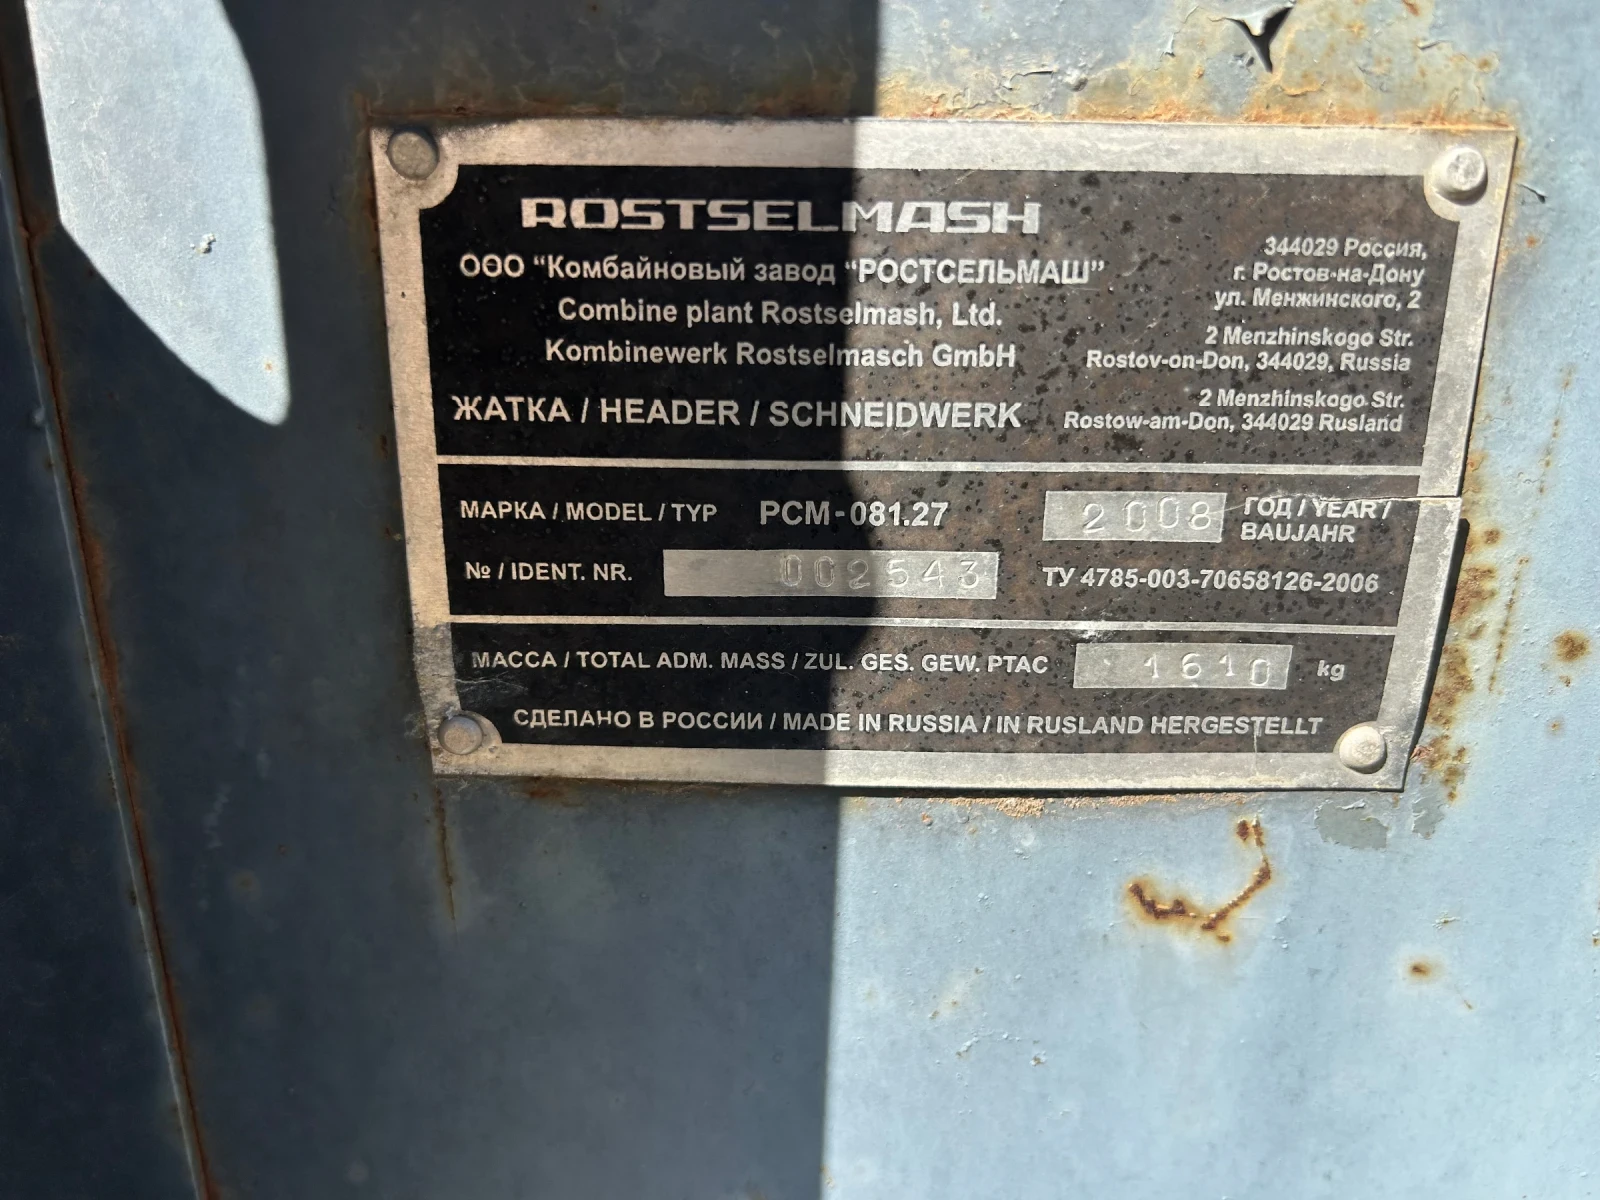 ROSTSELMASH
ООО "Комбайновый завод "РОСТСЕЛЬМАШ"
Combine plant Rostselmash, Ltd.
Kombinewerk Rostselmasch GmbH
ЖАТКА / HEADER / SCHNEIDWERK
344029 Россия,
г. Ростов-на-Дону
ул. Менжинского, 2
2 Menzhinskogo Str.
Rostov-on-Don, 344029, Russia
2 Menzhinskogo Str.
Rostow-am-Don, 344029 Rusland
МАРКА / MODEL / TYP РСМ-081.27 2008 ГОД / YEAR /
BAUJAHR
№ / IDENT. NR. 002543 ТУ 4785-003-70658126-2006
МАССА / TOTAL ADM. MASS / ZUL. GES. GEW. PTAC 1610 kg
СДЕЛАНО В РОССИИ / MADE IN RUSSIA / IN RUSLAND HERGESTELLT